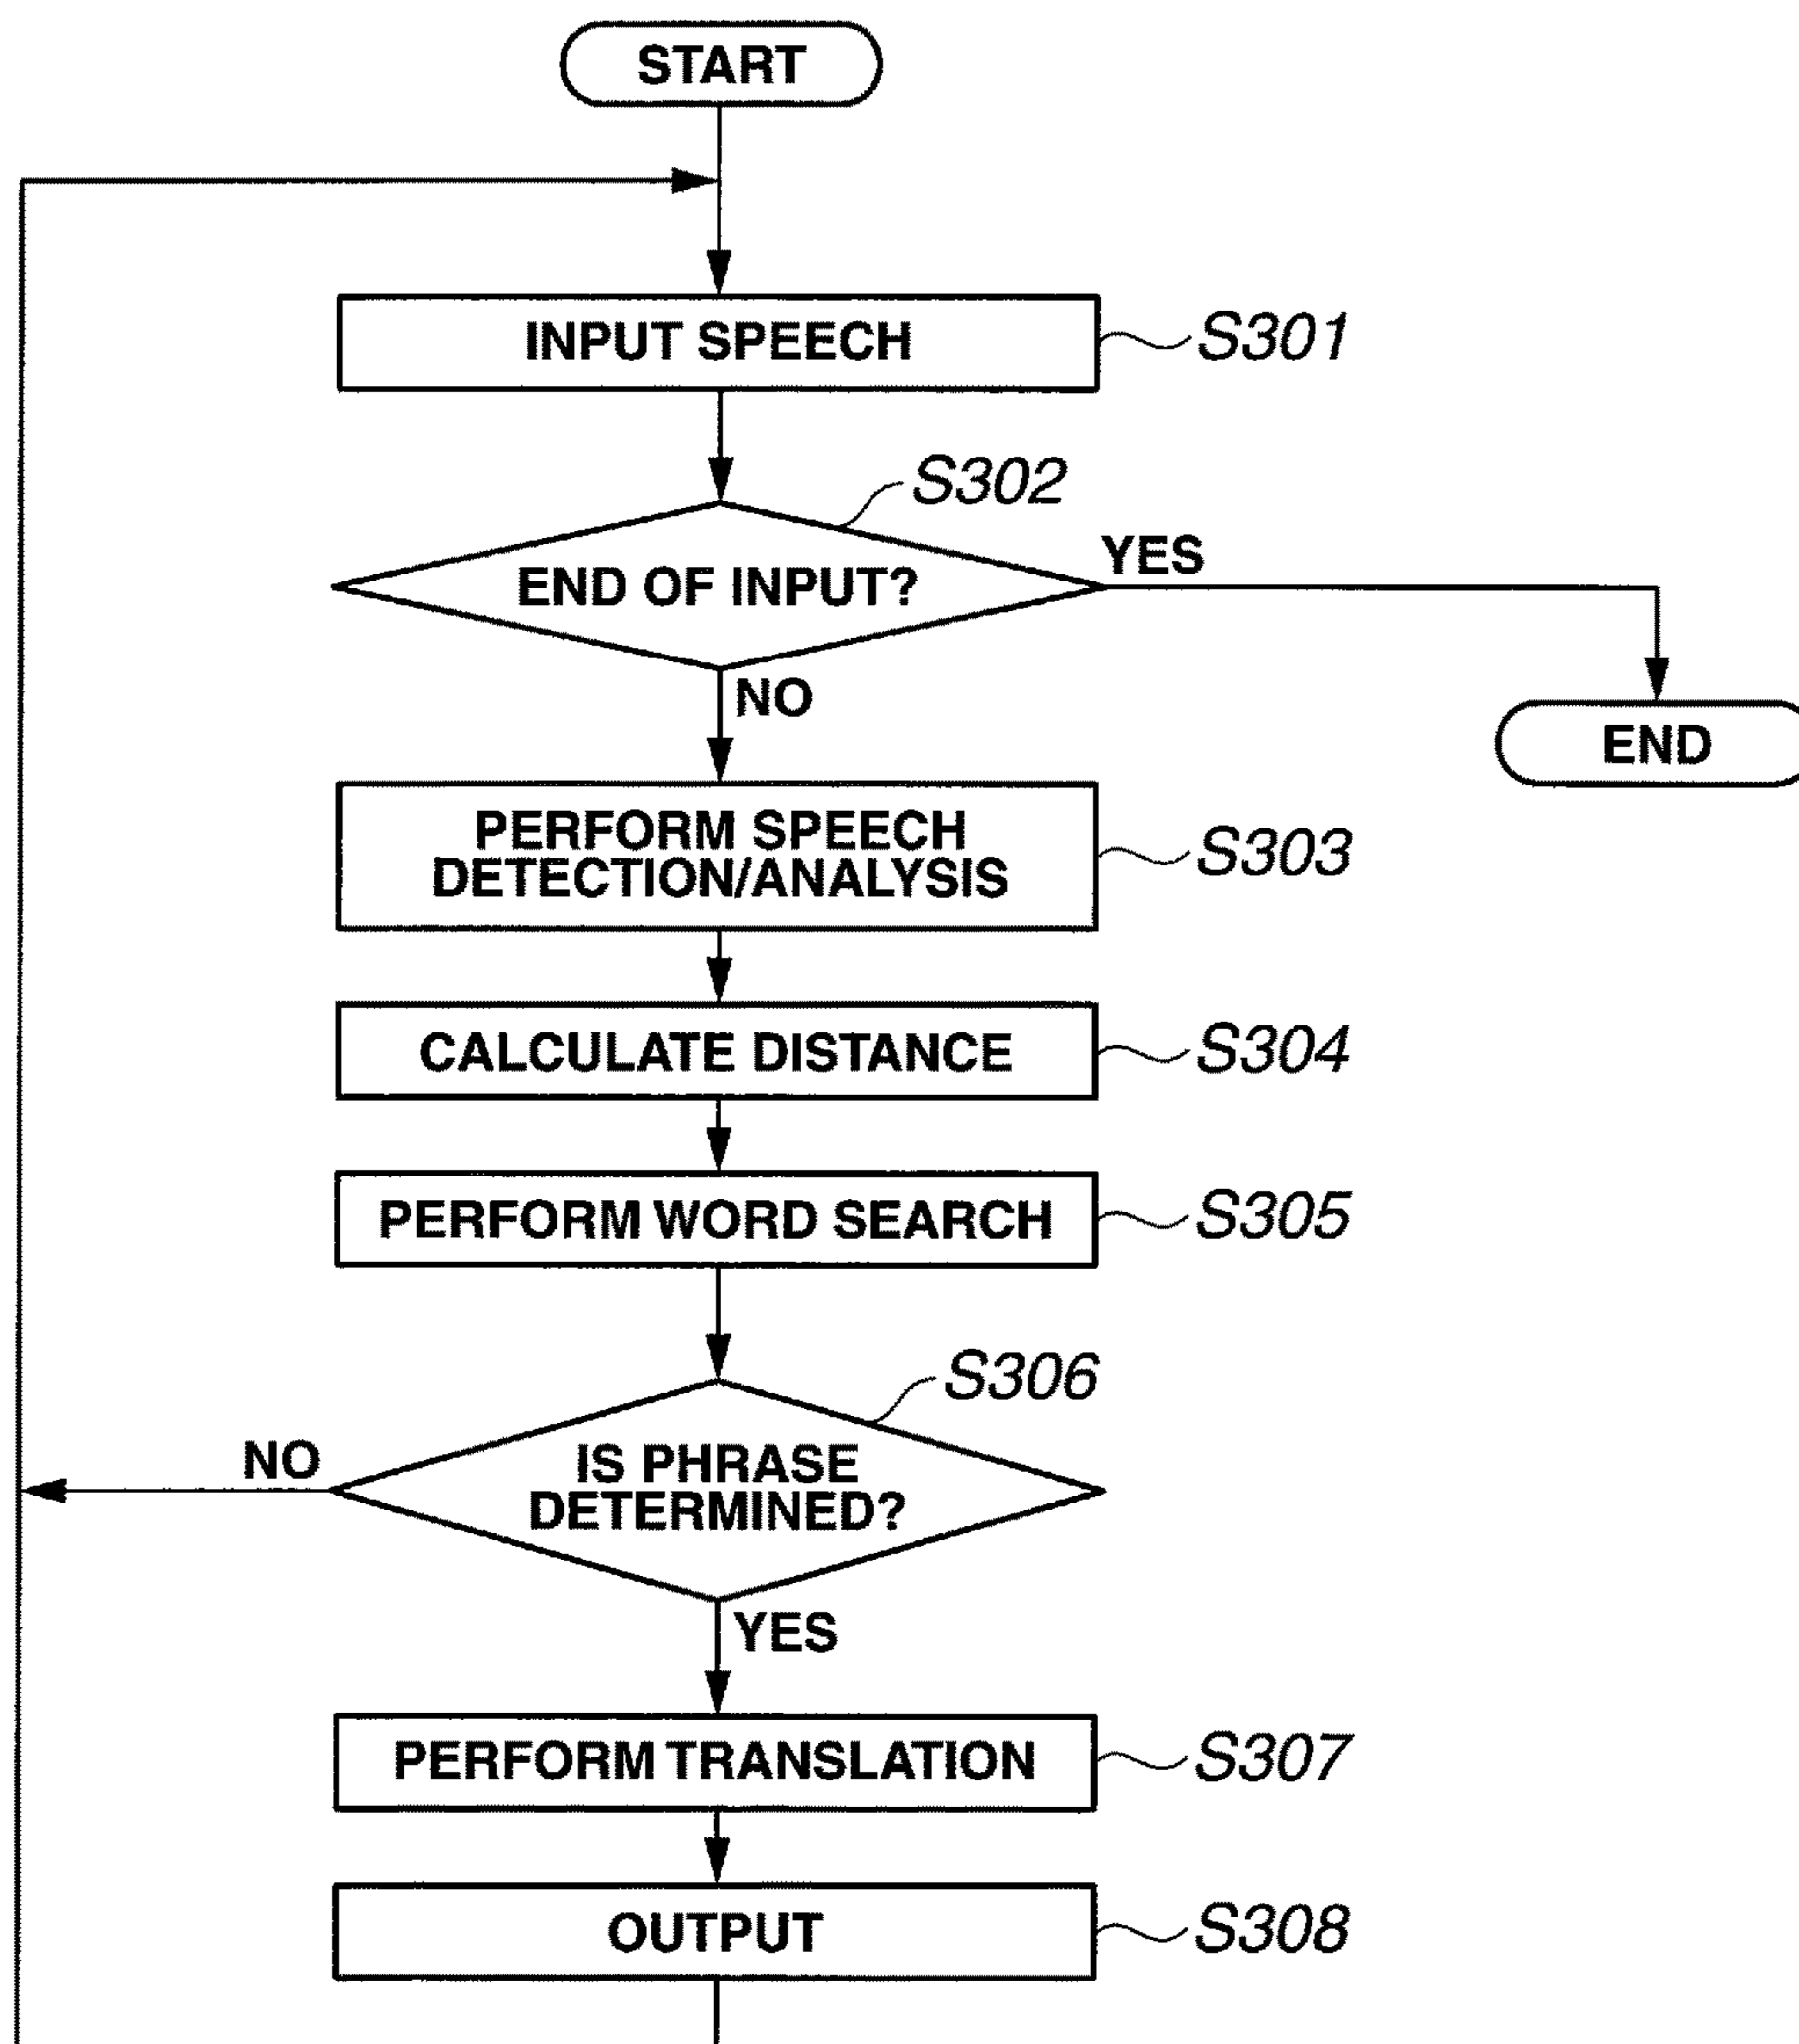 START
INPUT SPEECH
S301
S302
END OF INPUT?
YES
NO
END
PERFORM SPEECH
DETECTION/ANALYSIS
S303
CALCULATE DISTANCE
S304
PERFORM WORD SEARCH
S305
S306
IS PHRASE
DETERMINED?
NO
YES
PERFORM TRANSLATION
S307
OUTPUT
S308